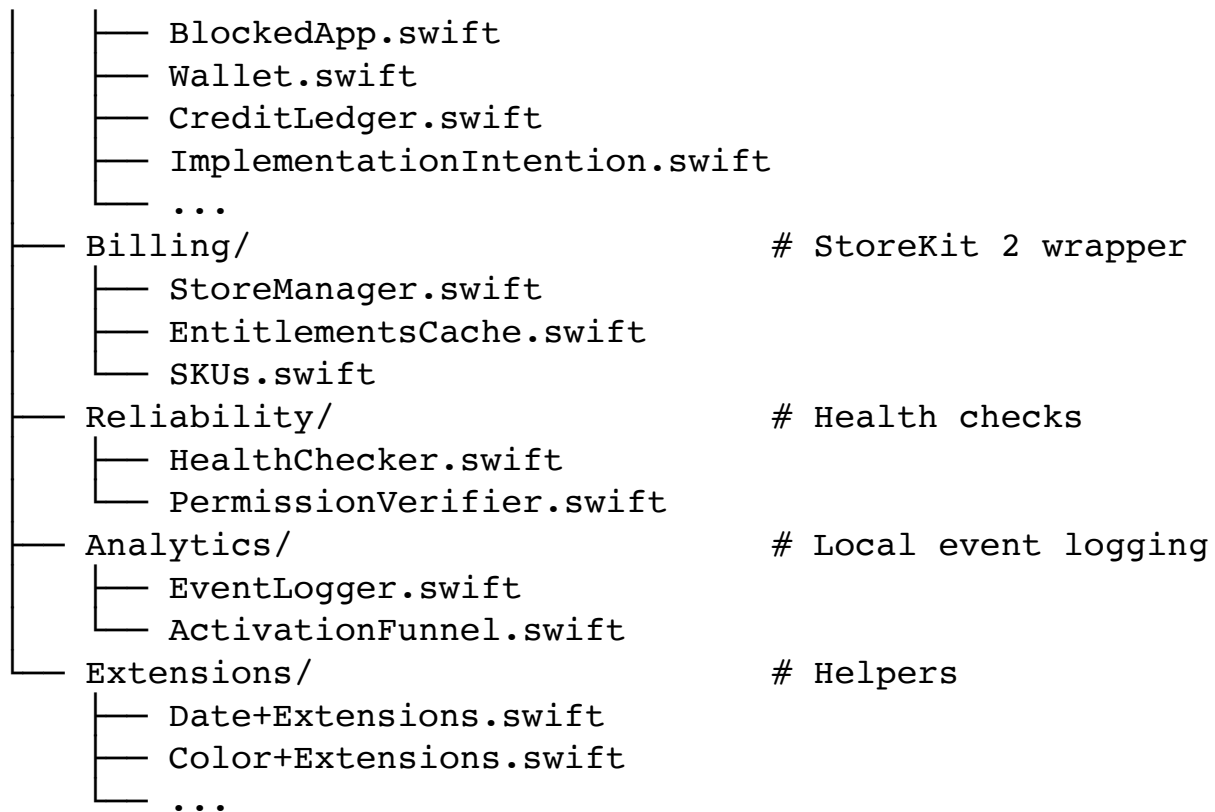 │   ├── BlockedApp.swift
│   ├── Wallet.swift
│   ├── CreditLedger.swift
│   ├── ImplementationIntention.swift
│   └── ...
├── Billing/                     # StoreKit 2 wrapper
│   ├── StoreManager.swift
│   ├── EntitlementsCache.swift
│   └── SKUs.swift
├── Reliability/                 # Health checks
│   ├── HealthChecker.swift
│   └── PermissionVerifier.swift
├── Analytics/                   # Local event logging
│   ├── EventLogger.swift
│   └── ActivationFunnel.swift
└── Extensions/                  # Helpers
    ├── Date+Extensions.swift
    ├── Color+Extensions.swift
    └── ...